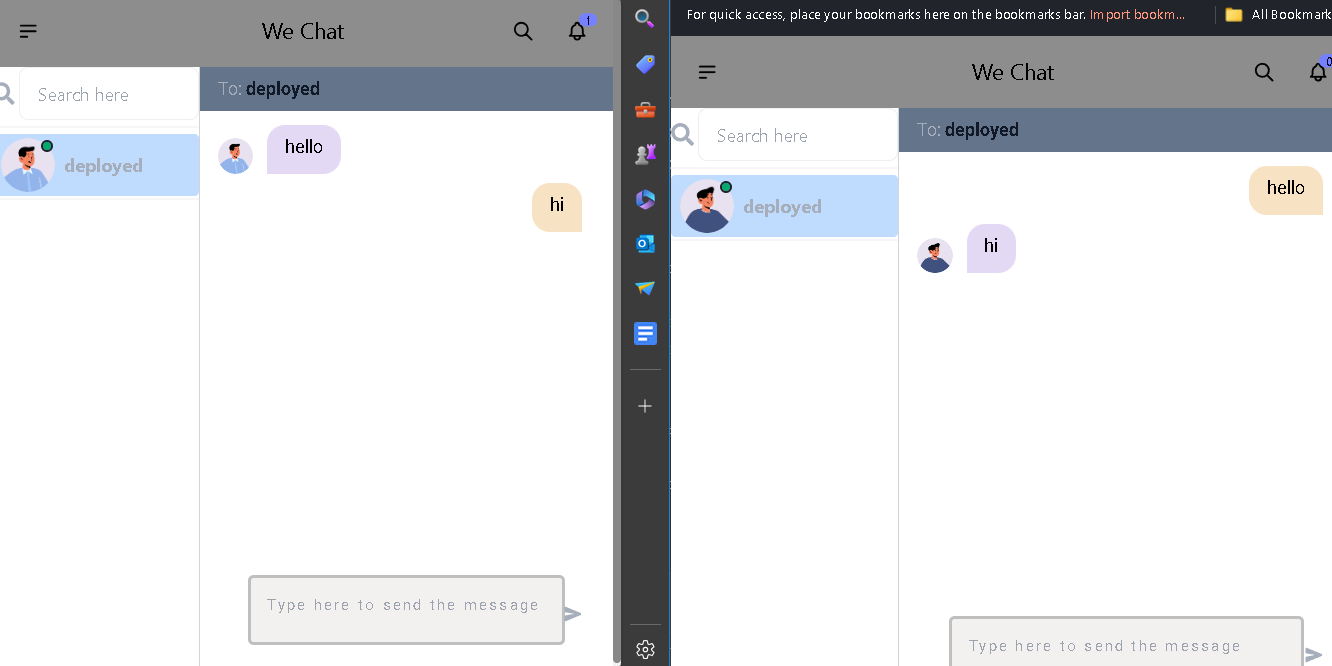 We Chat
1
Search here
To: deployed
deployed
hello
hi
Type here to send the message
For quick access, place your bookmarks here on the bookmarks bar. Import bookm...
All Bookmark
We Chat
0
Search here
To: deployed
deployed
hello
hi
Type here to send the message